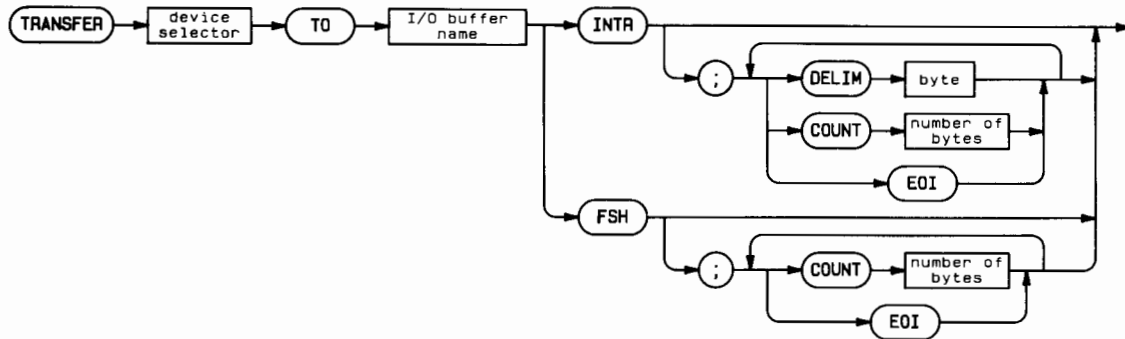 TRANSFER
device
selector
TO
I/O buffer
name
INTR
;
DELIM
byte
COUNT
number of
bytes
EOI
FSH
;
COUNT
number of
bytes
EOI